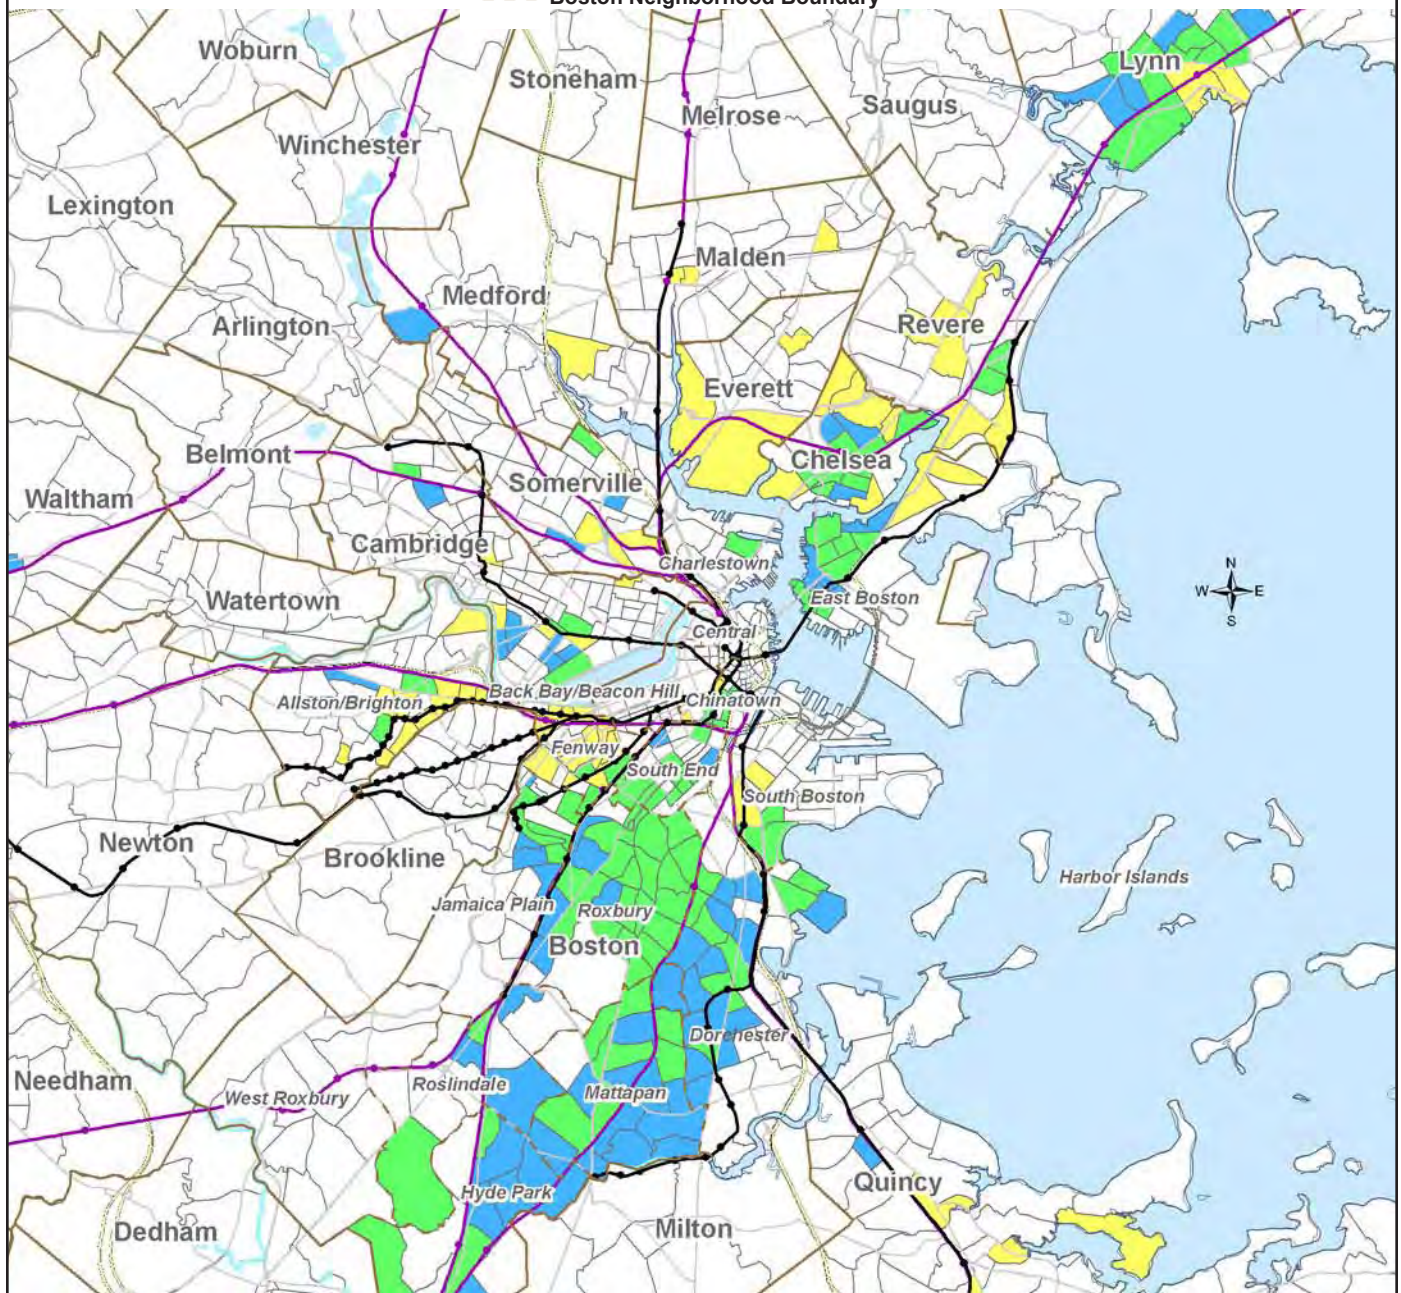 Boston Neighborhood Boundary
Woburn
Stoneham
Lynn
Melrose
Saugus
Winchester
Lexington
Malden
Medford
Arlington
Revere
Everett
Belmont
Chelsea
Waltham
Somerville
Cambridge
Charlestown
N
W E
S
Watertown
East Boston
Central
Back Bay/Beacon Hill
Allston/Brighton
Chinatown
Fenway
South End
South Boston
Newton
Brookline
Harbor Islands
Jamaica Plain
Roxbury
Boston
Dorchester
Needham
Roslindale
Mattapan
West Roxbury
Quincy
Hyde Park
Dedham
Milton